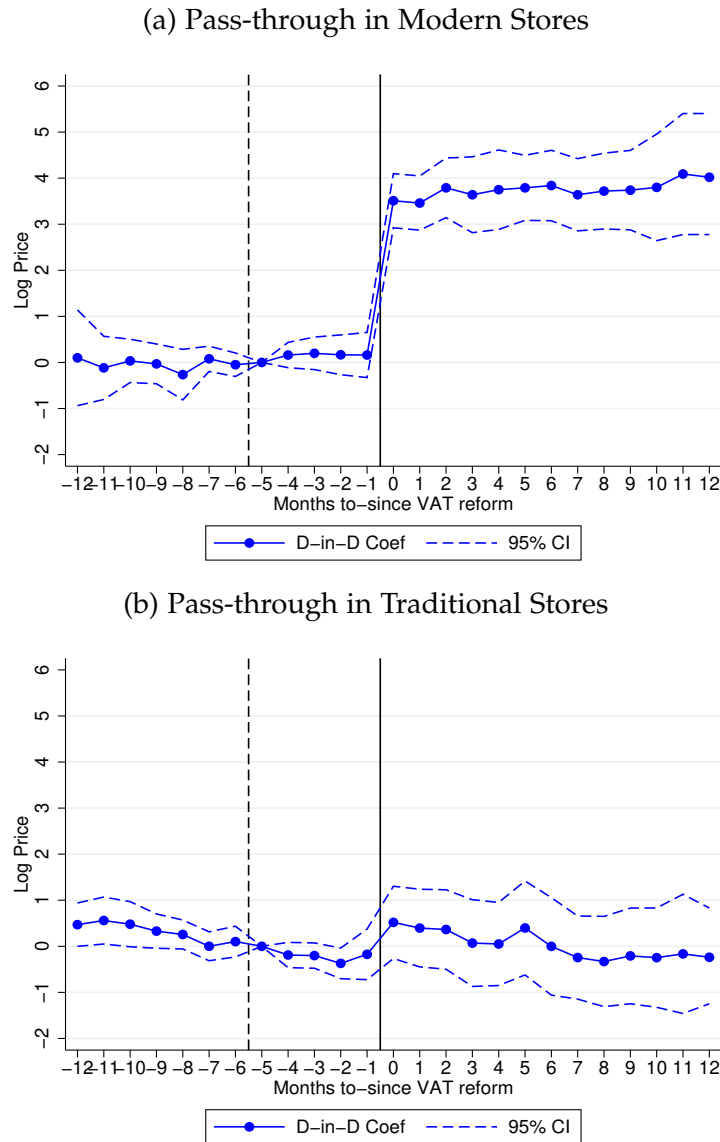 (a) Pass-through in Modern Stores
6
5
4
3
2
1
0
−1
−2
Log Price
−12 −11 −10 −9 −8 −7 −6 −5 −4 −3 −2 −1 0 1 2 3 4 5 6 7 8 9 10 11 12
Months to−since VAT reform
D−in−D Coef 95% CI
(b) Pass-through in Traditional Stores
6
5
4
3
2
1
0
−1
−2
Log Price
−12 −11 −10 −9 −8 −7 −6 −5 −4 −3 −2 −1 0 1 2 3 4 5 6 7 8 9 10 11 12
Months to−since VAT reform
D−in−D Coef 95% CI